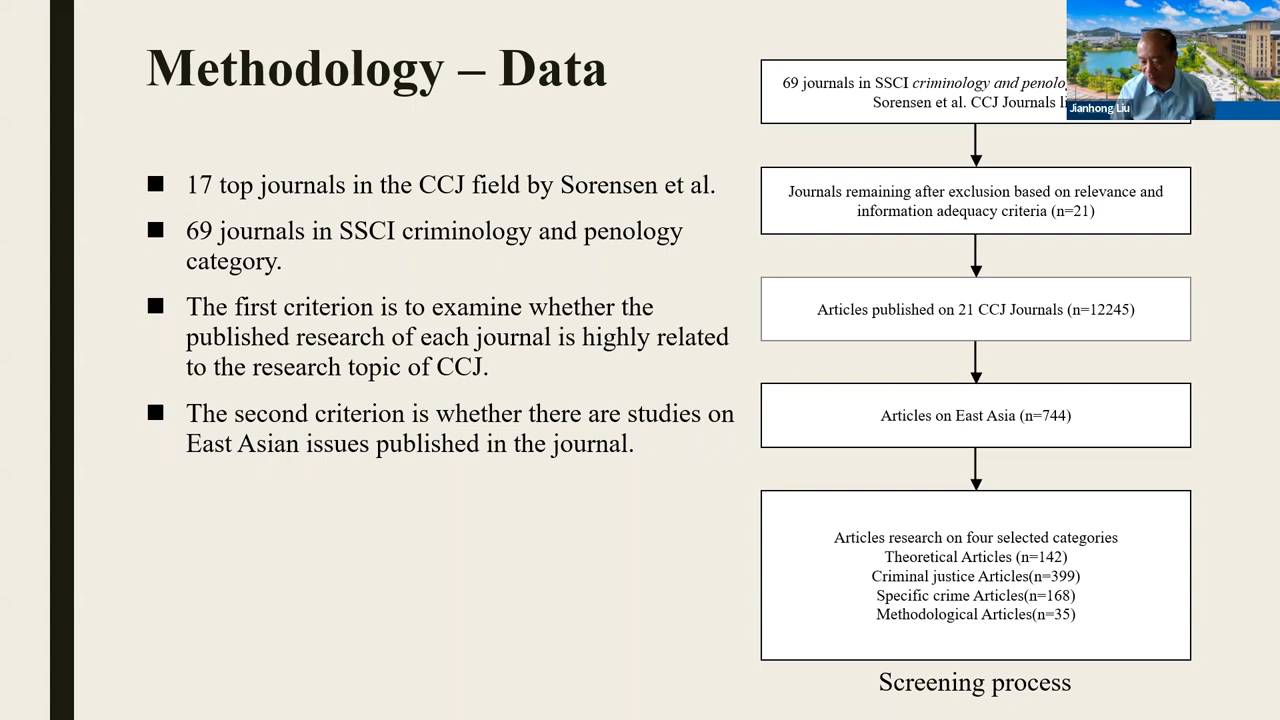 Methodology – Data
17 top journals in the CCJ field by Sorensen et al.
69 journals in SSCI criminology and penology
category.
The first criterion is to examine whether the
published research of each journal is highly related
to the research topic of CCJ.
The second criterion is whether there are studies on
East Asian issues published in the journal.
69 journals in SSCI criminology and
Sorensen et al. CCJ Journals
Jianhong Liu
Journals remaining after exclusion based on relevance and
information adequacy criteria (n=21)
Articles published on 21 CCJ Journals (n=12245)
Articles on East Asia (n=744)
Articles research on four selected categories
Theoretical Articles (n=142)
Criminal justice Articles(n=399)
Specific crime Articles(n=168)
Methodological Articles(n=35)
Screening process